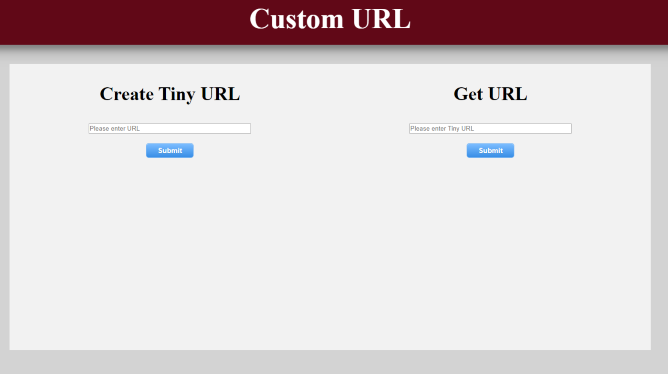 Custom URL
Create Tiny URL
Please enter URL
Submit
Get URL
Please enter Tiny URL
Submit